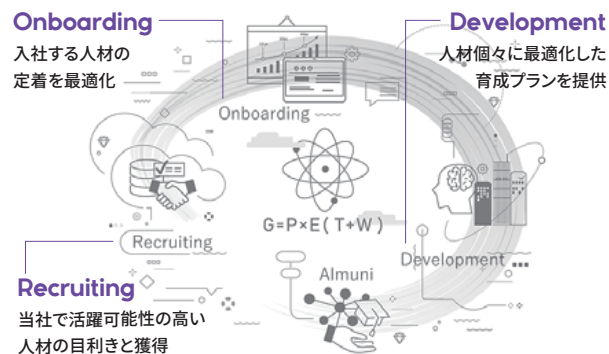 Onboarding
入社する人材の
定着を最適化
Development
人材個々に最適化した
育成プランを提供
Onboarding
G=P×E(T+W)
Recruiting
Development
Almuni
Recruiting
当社で活躍可能性の高い
人材の目利きと獲得